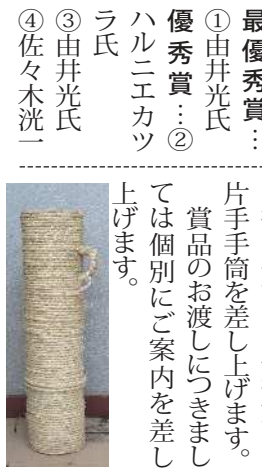 最優秀賞…
①由井光氏
優秀賞…②
ハルニエカツ
ラ氏
③由井光氏
④佐々木洸一
片手手筒を差し上げます。
賞品のお渡しにつきまし
ては個別にご案内を差し
上げます。